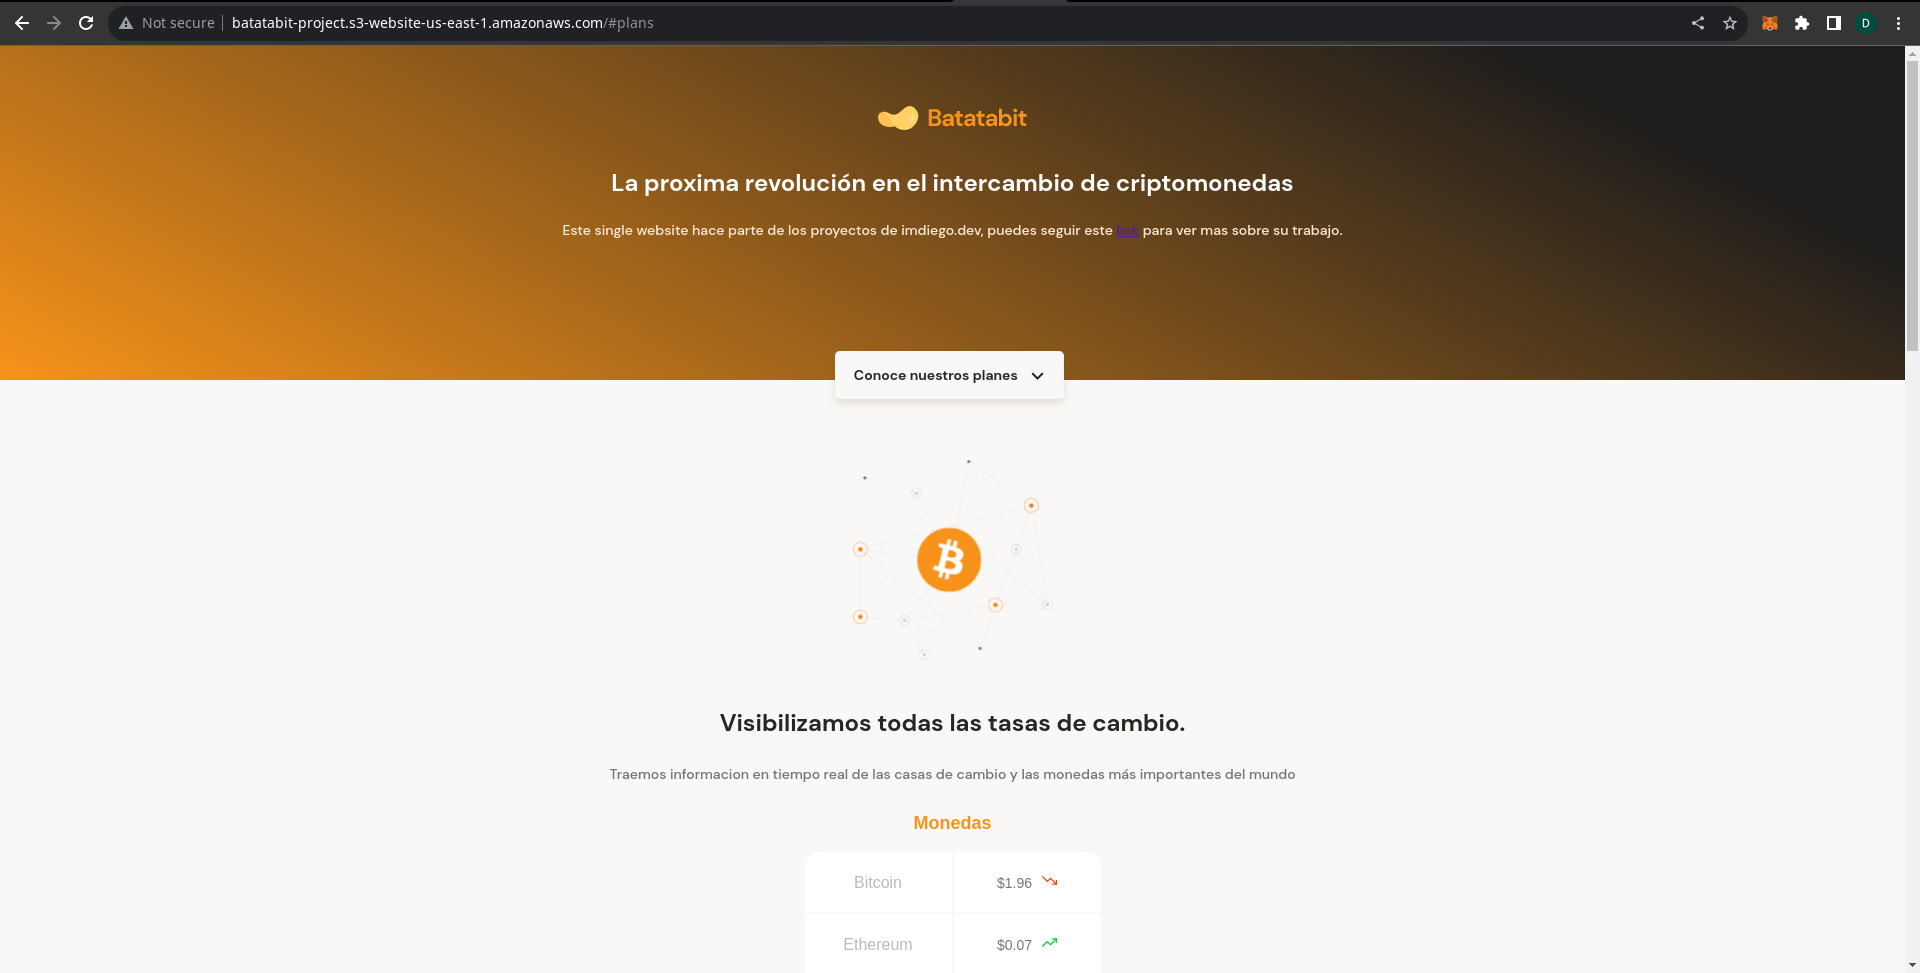 Not secure
batatabit-project.s3-website-us-east-1.amazonaws.com/#plans
D
Batatabit
La proxima revolución en el intercambio de criptomonedas
Este single website hace parte de los proyectos de imdiego.dev, puedes seguir este link para ver mas sobre su trabajo.
Conoce nuestros planes
Visibilizamos todas las tasas de cambio.
Traemos informacion en tiempo real de las casas de cambio y las monedas más importantes del mundo
Monedas
Bitcoin $1.96
Ethereum $0.07